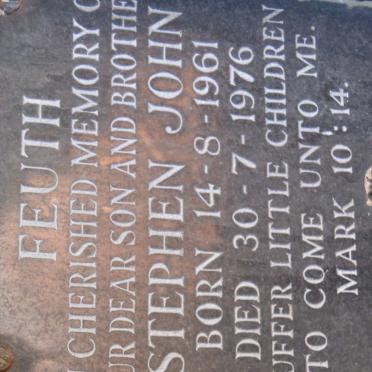 FEUTH
CHERISHED MEMORY O
UR DEAR SON AND BROTHE
STEPHEN JOHN
BORN 14-8-1961
DIED 30-7-1976
UFFER LITTLE CHILDREN
TO COME UNTO ME.
MARK 10:14.